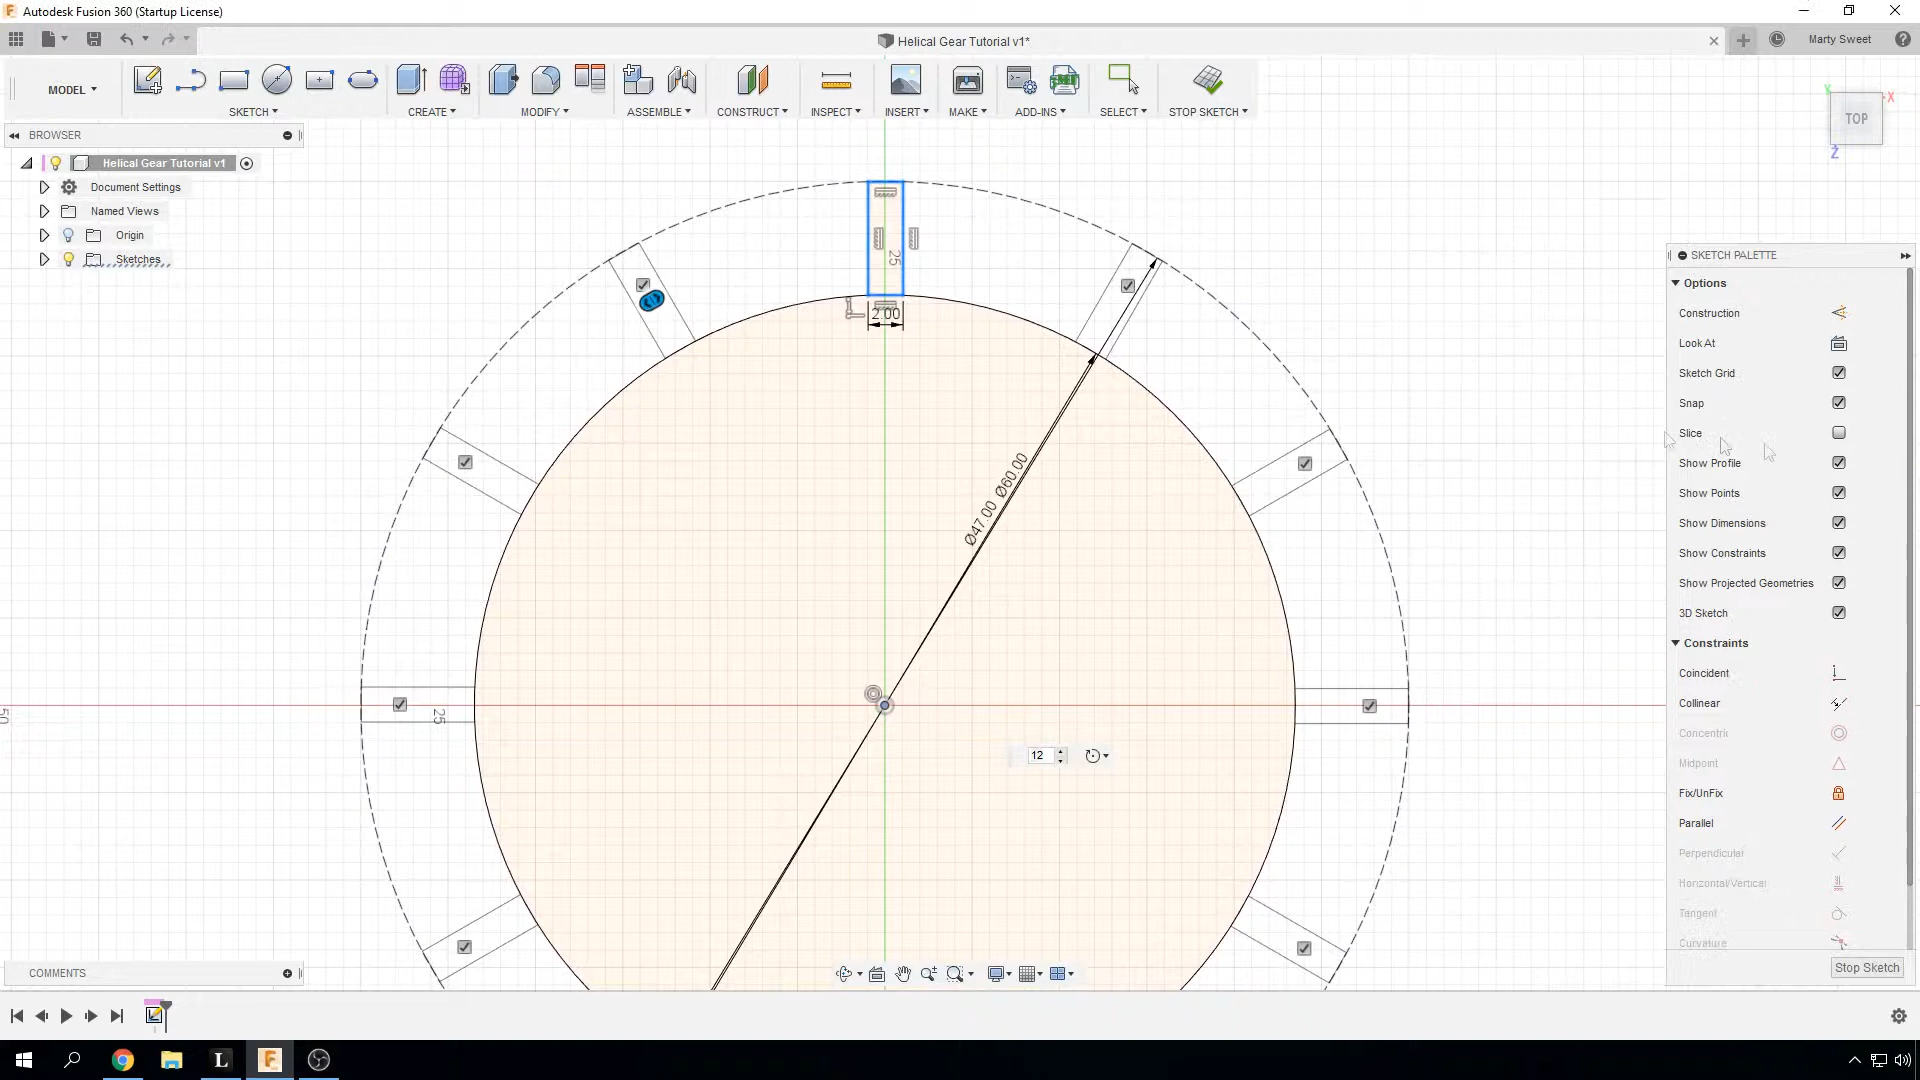 Autodesk Fusion 360 (Startup License)
Helical Gear Tutorial v1*
Marty Sweet
MODEL
SKETCH
CREATE
MODIFY
ASSEMBLE
CONSTRUCT
INSPECT
INSERT
MAKE
ADD-INS
SELECT
STOP SKETCH
Y
X
TOP
Z
BROWSER
Helical Gear Tutorial v1
Document Settings
Named Views
Origin
Sketches
25
2.00
Ø47.00
Ø60.00
50
25
12
SKETCH PALETTE
Options
Construction
Look At
Sketch Grid
Snap
Slice
Show Profile
Show Points
Show Dimensions
Show Constraints
Show Projected Geometries
3D Sketch
Constraints
Coincident
Collinear
Concentric
Midpoint
Fix/UnFix
Parallel
Perpendicular
Horizontal/Vertical
Tangent
Curvature
Stop Sketch
COMMENTS
L
F